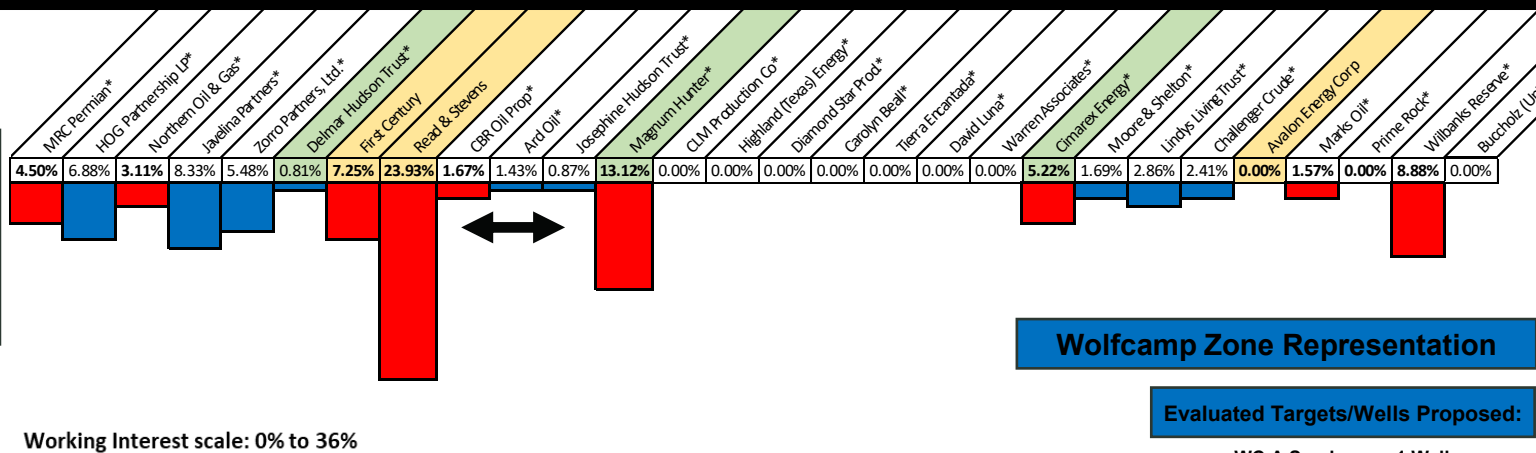 MRC Permian*
HOG Partnership LP*
Northern Oil & Gas*
Javelina Partners*
Zorro Partners, Ltd.*
Delmar Hudson Trust*
First Century
Read & Stevens
CBR Oil Prop*
Ard Oil*
Josephine Hudson Trust*
Magnum Hunter*
CLM Production Co*
Highland (Texas) Energy*
Diamond Star Prod.*
Carolyn Beall*
Tierra Encantada*
David Luna*
Warren Associates*
Cimarex Energy*
Moore & Shelton*
Lindys Living Trust*
Challenger Crude*
Avalon Energy Corp
Marks Oil*
Prime Rock*
Wilbanks Reserve*
Buccholz
4.50% 6.88% 3.11% 8.33% 5.48% 0.81% 7.25% 23.93% 1.67% 1.43% 0.87% 13.12% 0.00% 0.00% 0.00% 0.00% 0.00% 0.00% 0.00% 5.22% 1.69% 2.86% 2.41% 0.00% 1.57% 0.00% 8.88% 0.00%
Wolfcamp Zone Representation
Evaluated Targets/Wells Proposed:
Working Interest scale: 0% to 36%